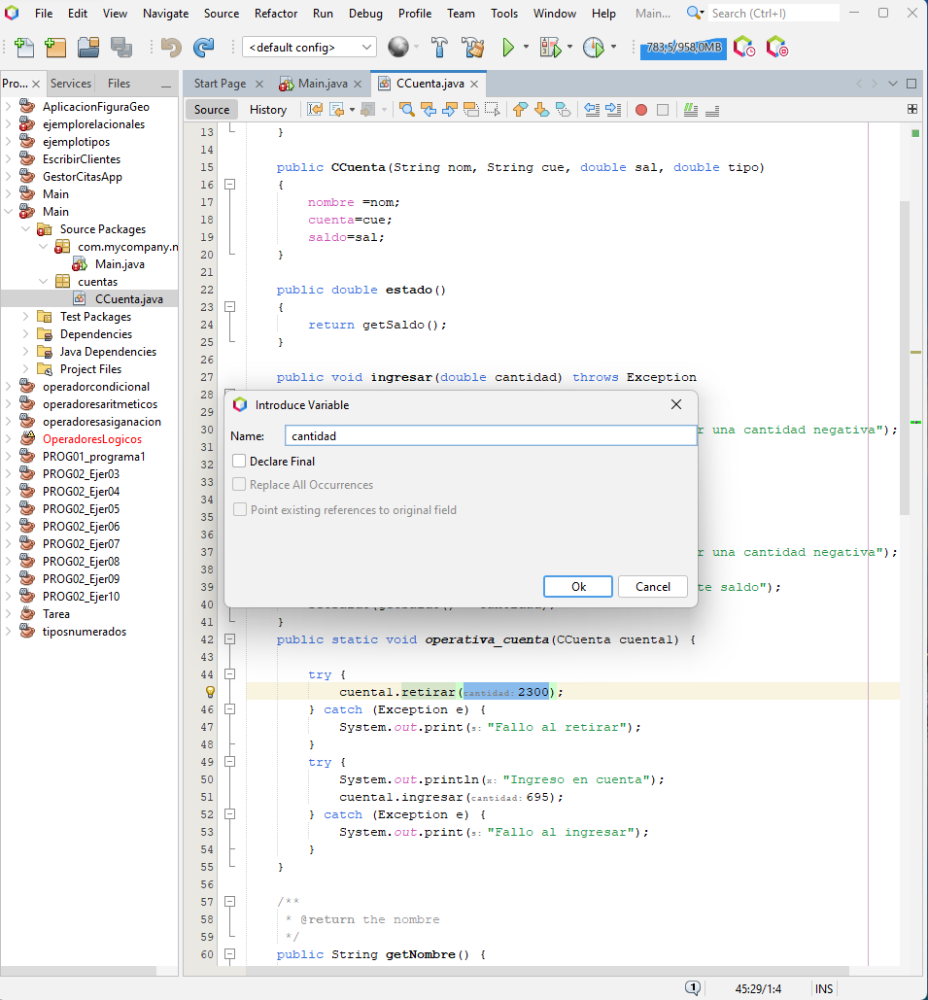 File Edit View Navigate Source Refactor Run Debug Profile Team Tools Window Help Main... Search (Ctrl+I)
<default config> 783,5/958,0MB
Pro... Services Files
Start Page Main.java CCuenta.java
Source History
AplicacionFiguraGeo
ejemplorelacionales
ejemplotipos
EscribirClientes
GestorCitasApp
Main
Main
Source Packages
com.mycompany.n
Main.java
cuentas
CCuenta.java
Test Packages
Dependencies
Java Dependencies
Project Files
operadorcondicional
operadoresaritmeticos
operadoresasiganacion
OperadoresLogicos
PROG01_programa1
PROG02_Ejer03
PROG02_Ejer04
PROG02_Ejer05
PROG02_Ejer06
PROG02_Ejer07
PROG02_Ejer08
PROG02_Ejer09
PROG02_Ejer10
Tarea
tiposnumerados
13 }
14
15 public CCuenta(String nom, String cue, double sal, double tipo)
16 {
17 nombre =nom;
18 cuenta=cue;
19 saldo=sal;
20 }
21
22 public double estado()
23 {
24 return getSaldo();
25 }
26
27 public void ingresar(double cantidad) throws Exception
28
29
30 r una cantidad negativa");
31
32
33
34
35
36
37 r una cantidad negativa");
38
39 te saldo");
40
41 }
42 public static void operativa_cuenta(CCuenta cuental) {
43
44 try {
cuental.retirar(cantidad: 2300);
46 } catch (Exception e) {
47 System.out.print(s: "Fallo al retirar");
48 }
49 try {
50 System.out.println(x: "Ingreso en cuenta");
51 cuental.ingresar(cantidad: 695);
52 } catch (Exception e) {
53 System.out.print(s: "Fallo al ingresar");
54 }
55 }
56
57 /**
58 * @return the nombre
59 */
60 public String getNombre() {
Introduce Variable
Name: cantidad
Declare Final
Replace All Occurrences
Point existing references to original field
Ok Cancel
1 45:29/1:4 INS